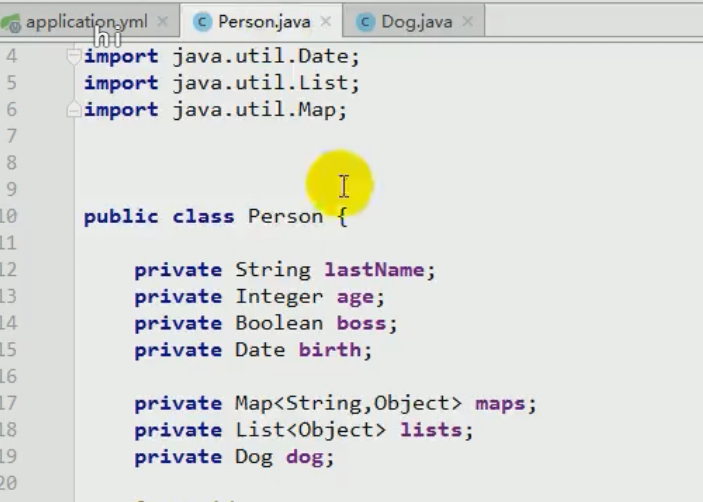 application.yml
Person.java
Dog.java
hi
4 import java.util.Date;
5 import java.util.List;
6 import java.util.Map;
7
8
9
10 public class Person {
11
12 private String lastName;
13 private Integer age;
14 private Boolean boss;
15 private Date birth;
16
17 private Map<String,Object> maps;
18 private List<Object> lists;
19 private Dog dog;
20